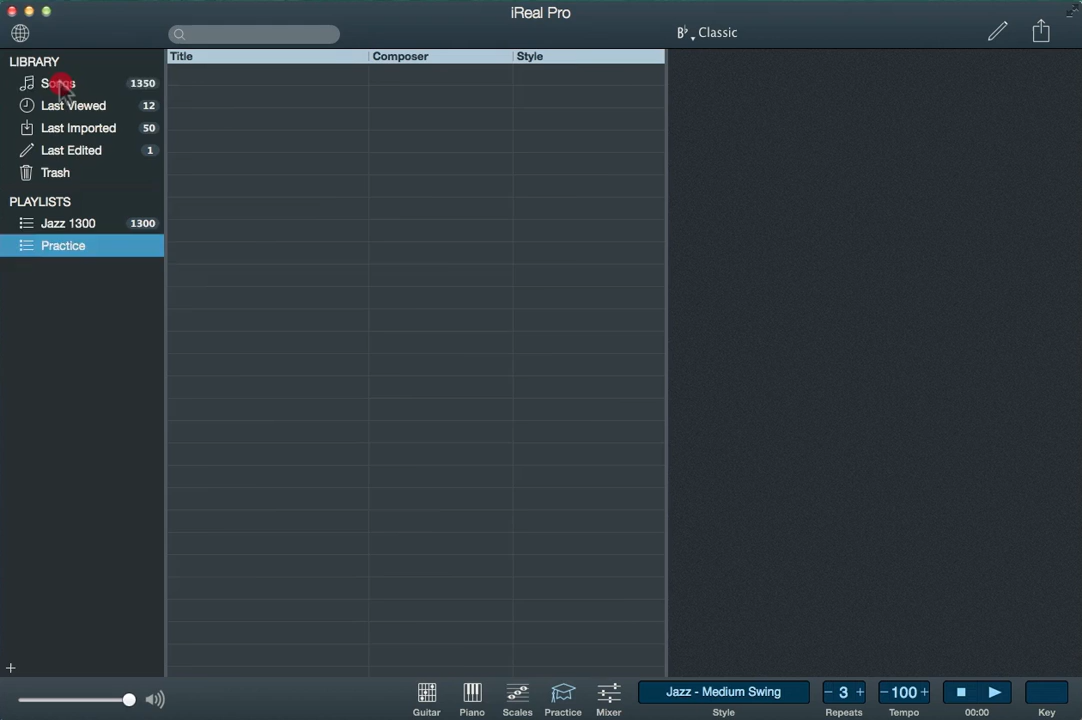 iReal Pro
B♭ Classic
LIBRARY
Title Composer Style
Songs 1350
Last Viewed 12
Last Imported 50
Last Edited 1
Trash
PLAYLISTS
Jazz 1300 1300
Practice
+
Jazz - Medium Swing − 3 + −100+
Guitar Piano Scales Practice Mixer Style Repeats Tempo 00:00 Key